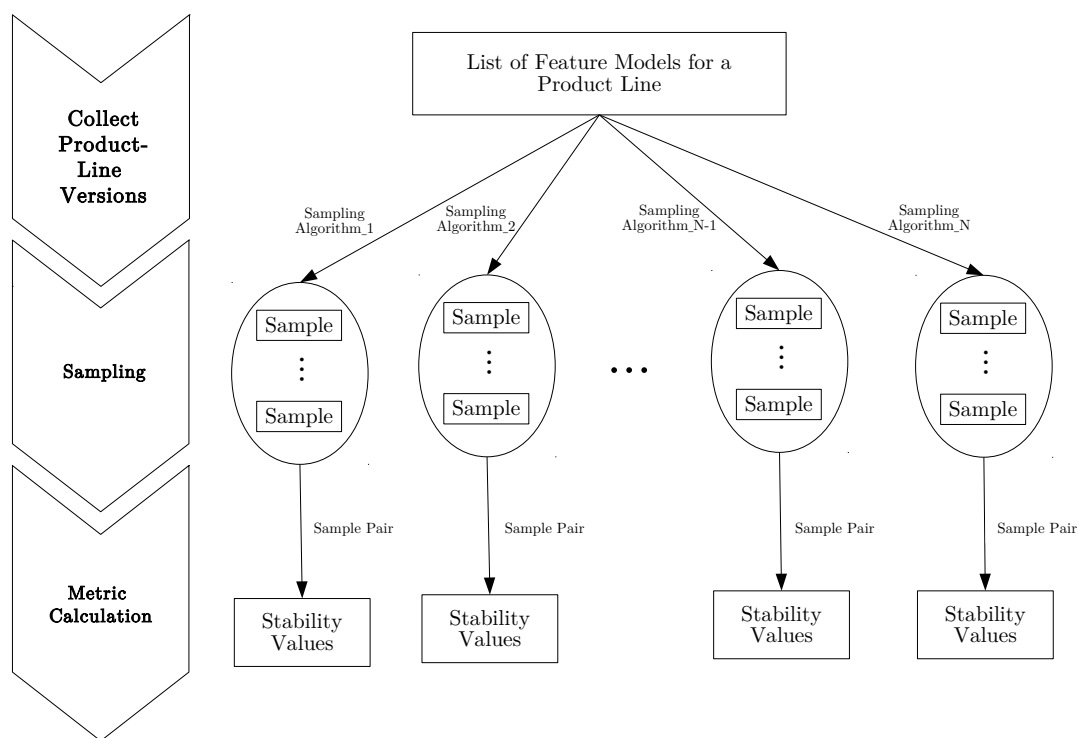 List of Feature Models for a
Product Line
Collect
Product-
Line
Versions
Sampling
Algorithm_1
Sampling
Algorithm_2
Sampling
Algorithm_N-1
Sampling
Algorithm_N
Sampling
Sample
⋮
Sample
Sample
⋮
Sample
...
Sample
⋮
Sample
Sample
⋮
Sample
Sample Pair
Sample Pair
Sample Pair
Sample Pair
Metric
Calculation
Stability
Values
Stability
Values
Stability
Values
Stability
Values